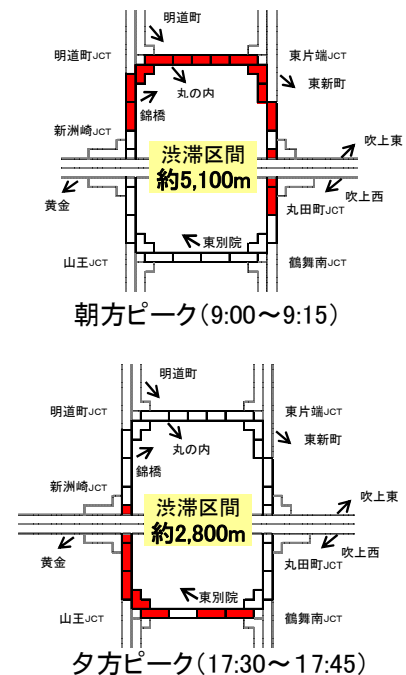 明道町
明道町JCT
東片端JCT
丸の内
東新町
錦橋
新洲崎JCT
吹上東
渋滞区間
約5,100m
黄金
吹上西
丸田町JCT
東別院
山王JCT
鶴舞南JCT
朝方ピーク(9:00～9:15)
明道町
明道町JCT
東片端JCT
丸の内
東新町
錦橋
新洲崎JCT
吹上東
渋滞区間
約2,800m
黄金
吹上西
丸田町JCT
東別院
山王JCT
鶴舞南JCT
夕方ピーク(17:30～17:45)